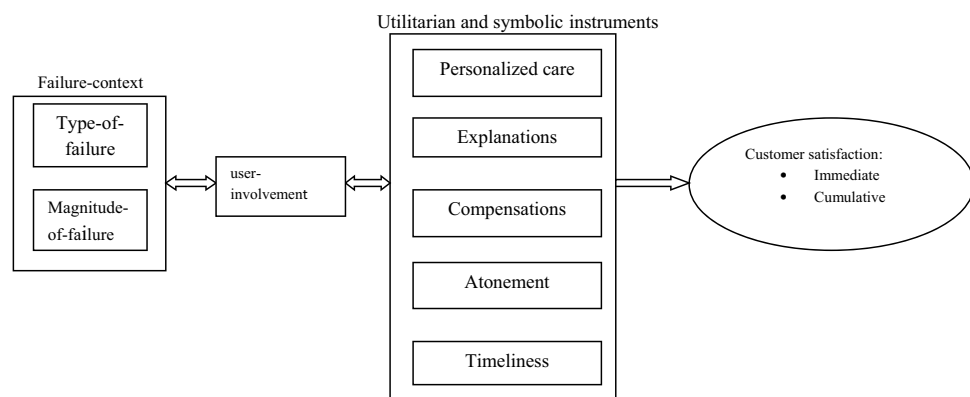 Utilitarian and symbolic instruments
Failure-context
Type-of-
failure
Magnitude-
of-failure
user-
involvement
Personalized care
Explanations
Compensations
Atonement
Timeliness
Customer satisfaction:
• Immediate
• Cumulative